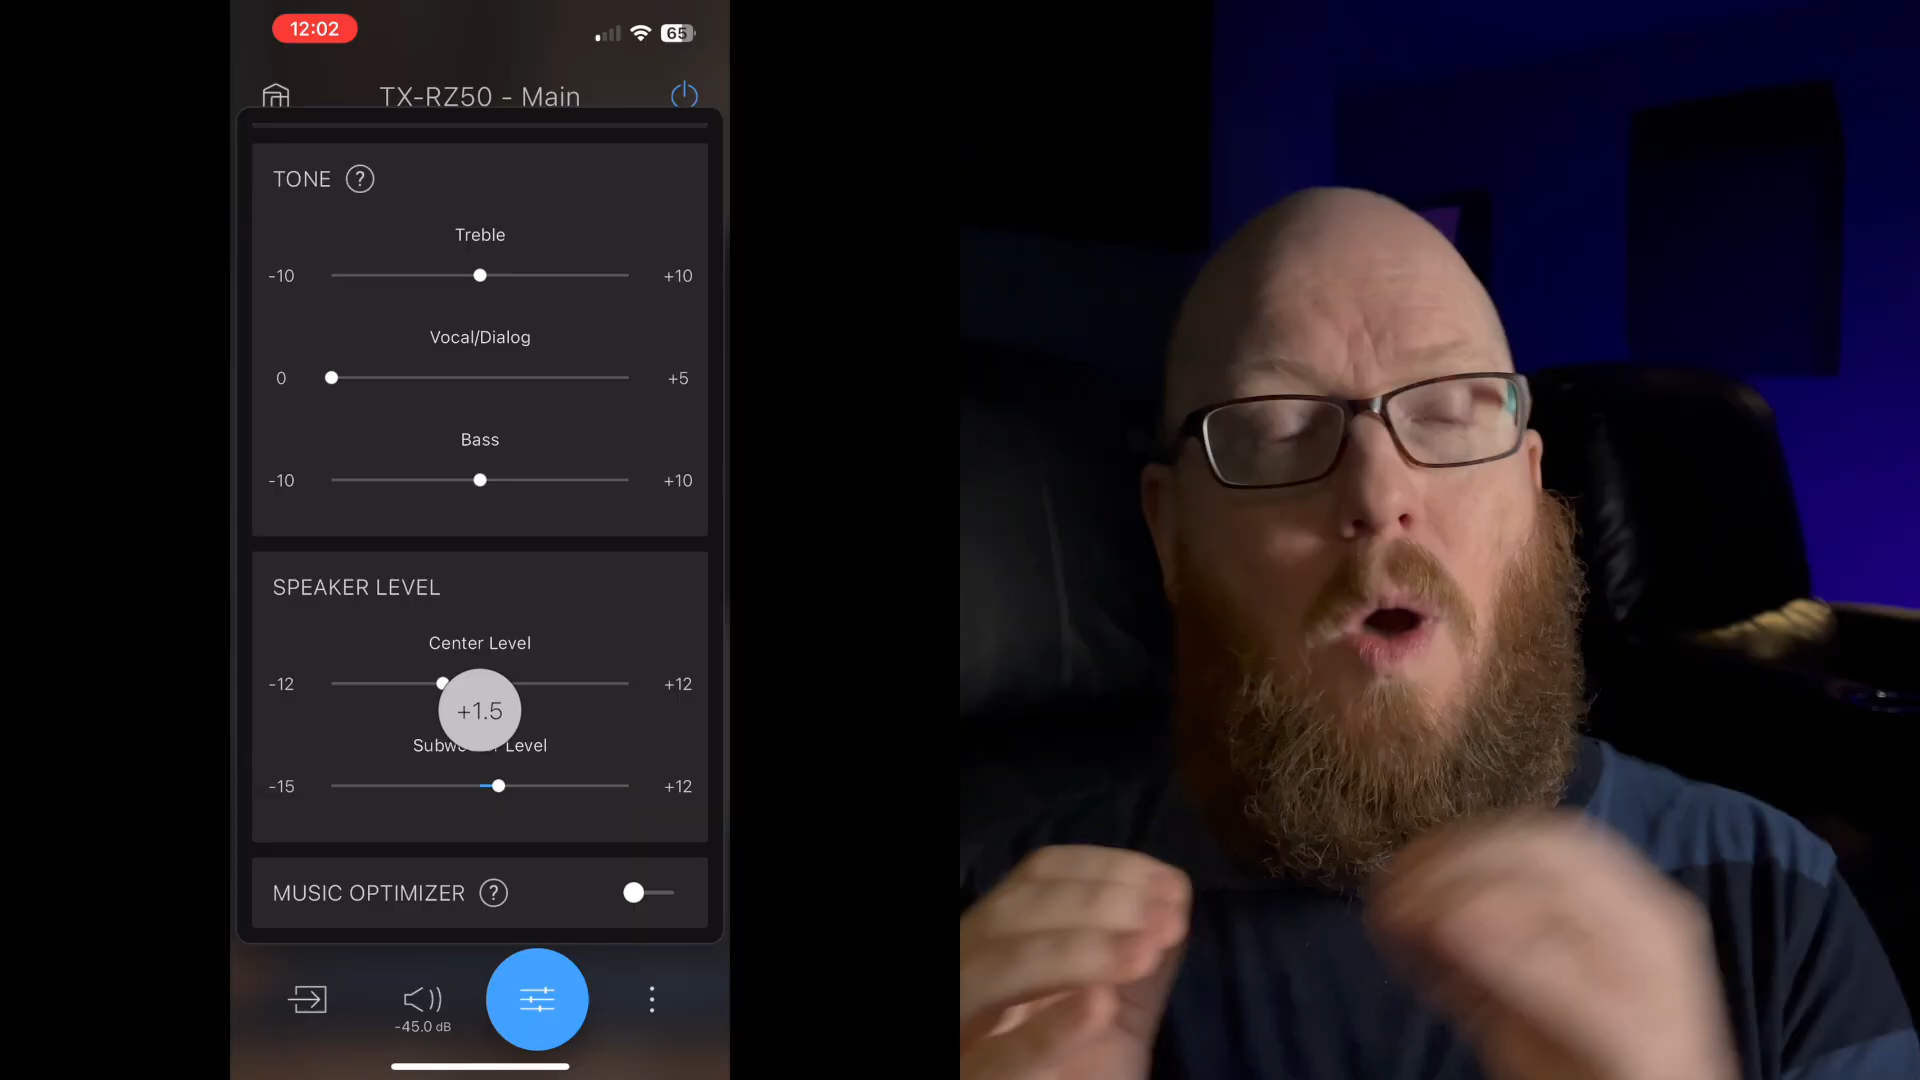 12:02
65
TX-RZ50 - Main
TONE ?
Treble
-10 +10
Vocal/Dialog
0 +5
Bass
-10 +10
SPEAKER LEVEL
Center Level
-12 +12
+1.5
Level
-15 +12
MUSIC OPTIMIZER ?
-45.0 dB